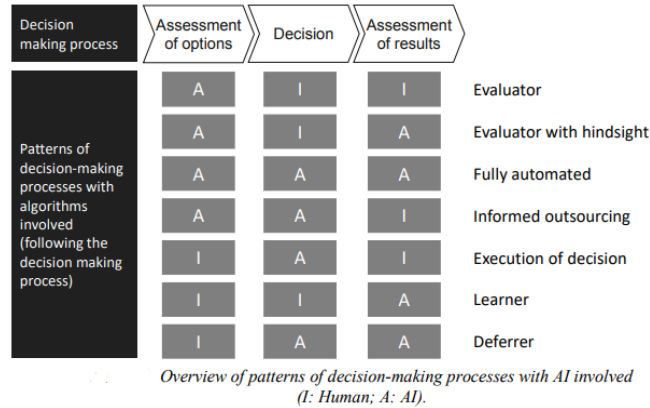 Decision
making process
Assessment
of options
Decision
Assessment
of results
A I I Evaluator
A I A Evaluator with hindsight
A A A Fully automated
A A I Informed outsourcing
I A I Execution of decision
I I A Learner
I A A Deferrer
Patterns of
decision-making
processes with
algorithms
involved
(following the
decision making
process)
Overview of patterns of decision-making processes with AI involved
(I: Human; A: AI).